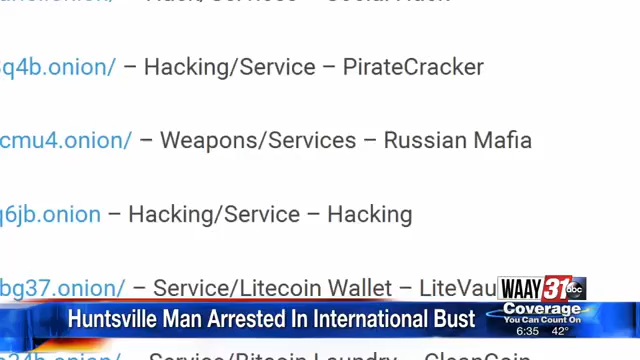 q4b.onion/ – Hacking/Service – PirateCracker
cmu4.onion/ – Weapons/Services – Russian Mafia
q6jb.onion – Hacking/Service – Hacking
bg37.onion/ – Service/Litecoin Wallet – LiteVau
WAAY 31 abc
Coverage
You Can Count On
6:35 42°
Huntsville Man Arrested In International Bust